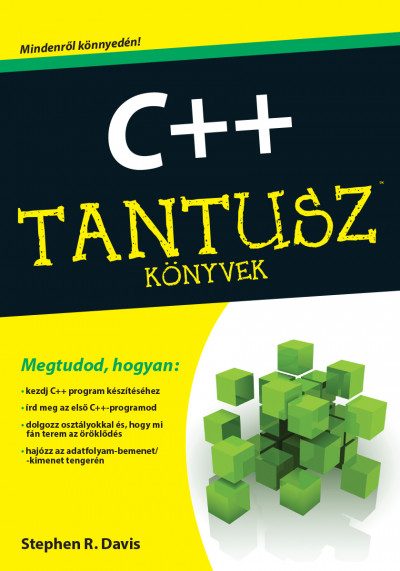 Mindenről könnyedén!
C++
TANTUSZ™
KÖNYVEK
Megtudod, hogyan:
• kezdj C++ program készítéséhez
• írd meg az első C++-programod
• dolgozz osztályokkal és, hogy mi
fán terem az öröklődés
• hajózz az adatfolyam-bemenet/
-kimenet tengerén
Stephen R. Davis